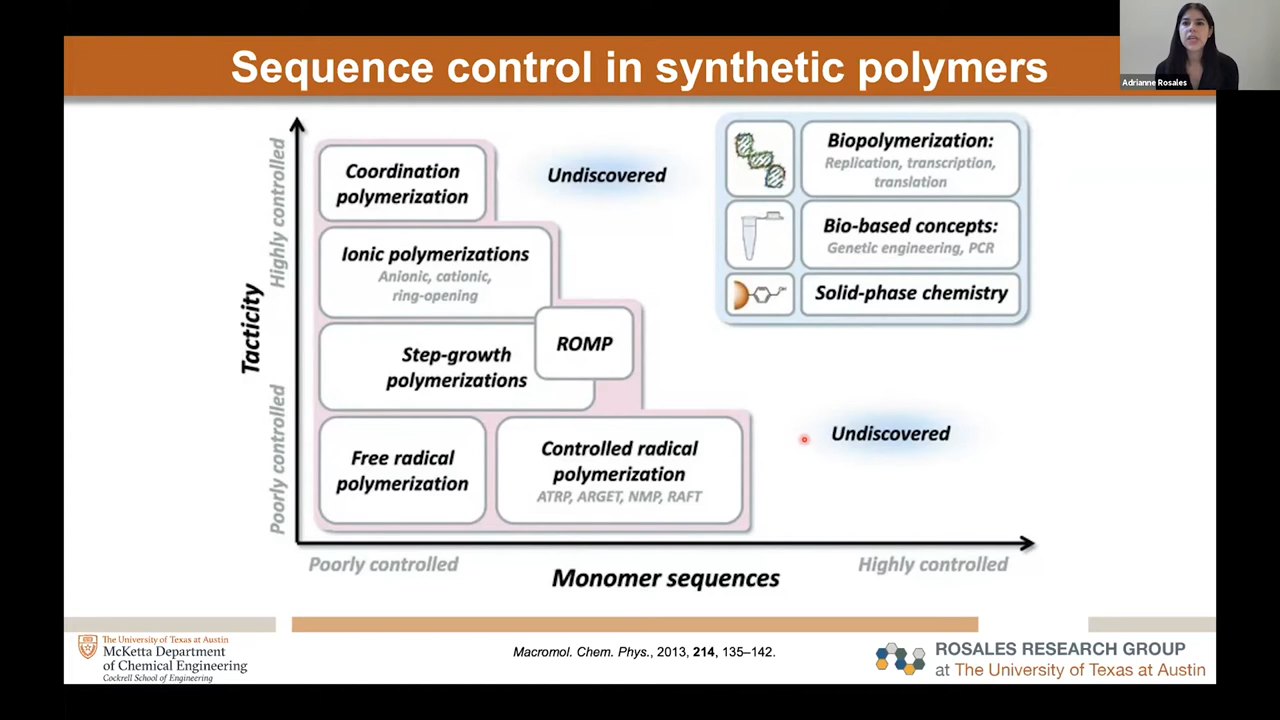 Sequence control in synthetic polymers
Adrianne Rosales
Tacticity
Highly controlled
Poorly controlled
Coordination
polymerization
Undiscovered
Ionic polymerizations
Anionic, cationic,
ring-opening
Step-growth
polymerizations
ROMP
Free radical
polymerization
Controlled radical
polymerization
ATRP, ARGET, NMP, RAFT
Biopolymerization:
Replication, transcription,
translation
Bio-based concepts:
Genetic engineering, PCR
Solid-phase chemistry
Undiscovered
Poorly controlled
Monomer sequences
Highly controlled
The University of Texas at Austin
McKetta Department
of Chemical Engineering
Cockrell School of Engineering
Macromol. Chem. Phys., 2013, 214, 135–142.
ROSALES RESEARCH GROUP
at The University of Texas at Austin